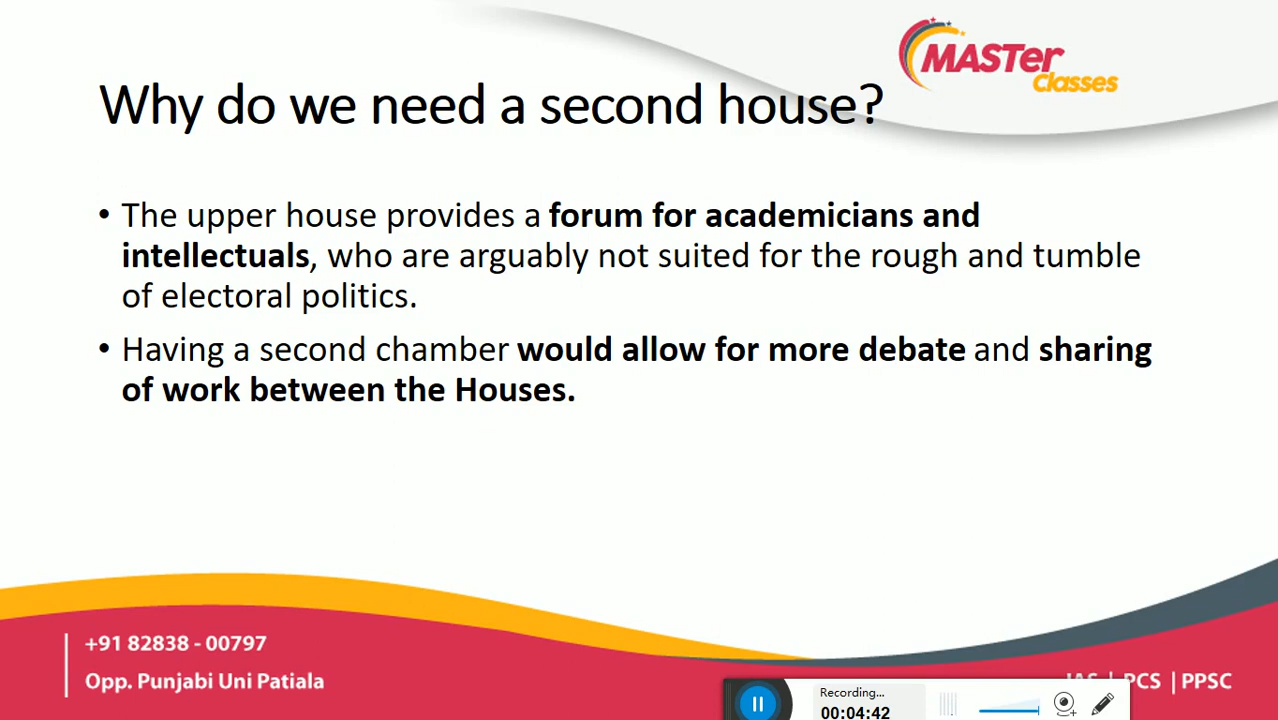 MASTer
Classes
Why do we need a second house?
• The upper house provides a forum for academicians and
intellectuals, who are arguably not suited for the rough and tumble
of electoral politics.
• Having a second chamber would allow for more debate and sharing
of work between the Houses.
+91 82838 - 00797
Opp. Punjabi Uni Patiala
IAS | PCS | PPSC
Recording...
00:04:42